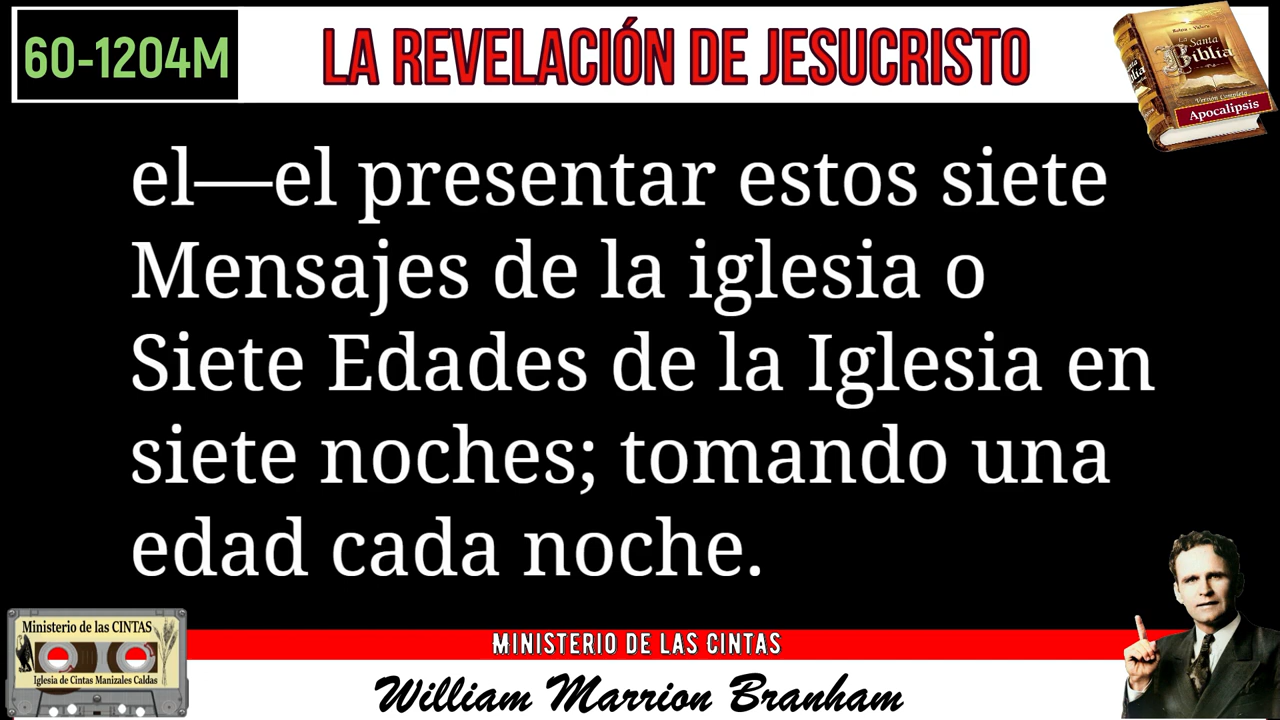 60-1204M
LA REVELACIÓN DE JESUCRISTO
La Santa
Biblia
Versión Completa
Apocalipsis
el—el presentar estos siete
Mensajes de la iglesia o
Siete Edades de la Iglesia en
siete noches; tomando una
edad cada noche.
Ministerio de las CINTAS
Iglesia de Cintas Manizales Caldas
MINISTERIO DE LAS CINTAS
William Marrion Branham